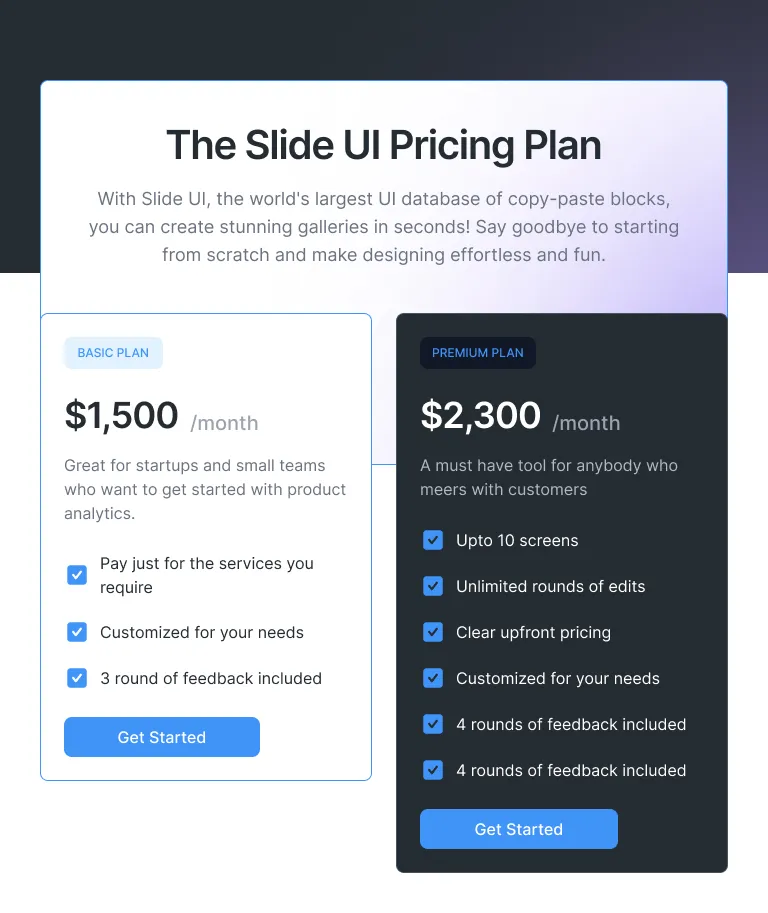 The Slide UI Pricing Plan
With Slide UI, the world's largest UI database of copy-paste blocks,
you can create stunning galleries in seconds! Say goodbye to starting
from scratch and make designing effortless and fun.
BASIC PLAN
$1,500 /month
Great for startups and small teams
who want to get started with product
analytics.
Pay just for the services you
require
Customized for your needs
3 round of feedback included
Get Started
PREMIUM PLAN
$2,300 /month
A must have tool for anybody who
meers with customers
Upto 10 screens
Unlimited rounds of edits
Clear upfront pricing
Customized for your needs
4 rounds of feedback included
4 rounds of feedback included
Get Started